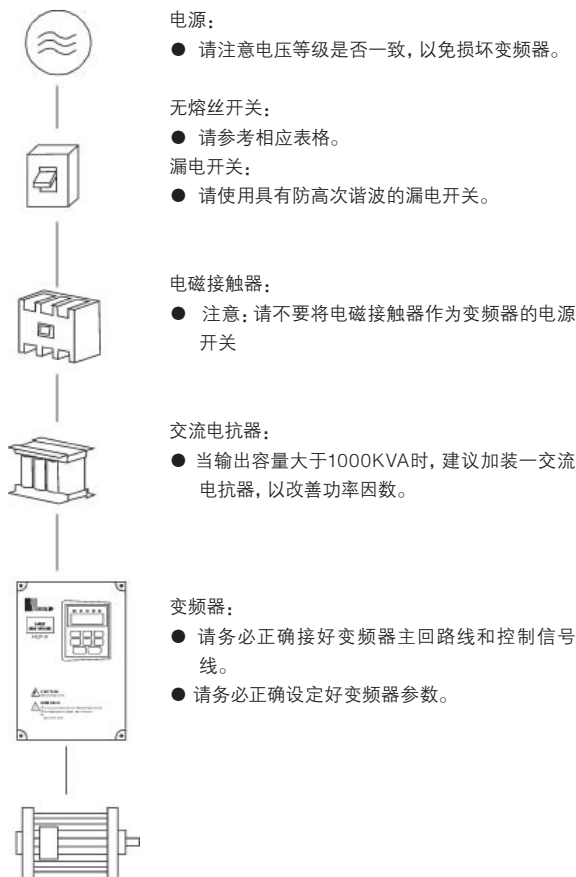 电源：
● 请注意电压等级是否一致，以免损坏变频器。
无熔丝开关：
● 请参考相应表格。
漏电开关：
● 请使用具有防高次谐波的漏电开关。
电磁接触器：
● 注意：请不要将电磁接触器作为变频器的电源
开关
交流电抗器：
● 当输出容量大于1000KVA时，建议加装一交流
电抗器，以改善功率因数。
变频器：
● 请务必正确接好变频器主回路线和控制信号
线。
● 请务必正确设定好变频器参数。